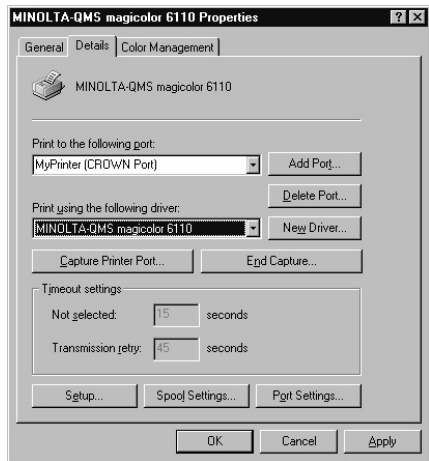 MINOLTA-QMS magicolor 6110 Properties
General Details Color Management
MINOLTA-QMS magicolor 6110
Print to the following port:
MyPrinter (CROWN Port) Add Port...
Delete Port...
Print using the following driver:
MINOLTA-QMS magicolor 6110 New Driver...
Capture Printer Port... End Capture...
Timeout settings
Not selected: 15 seconds
Transmission retry: 45 seconds
Setup... Spool Settings... Port Settings...
OK Cancel Apply